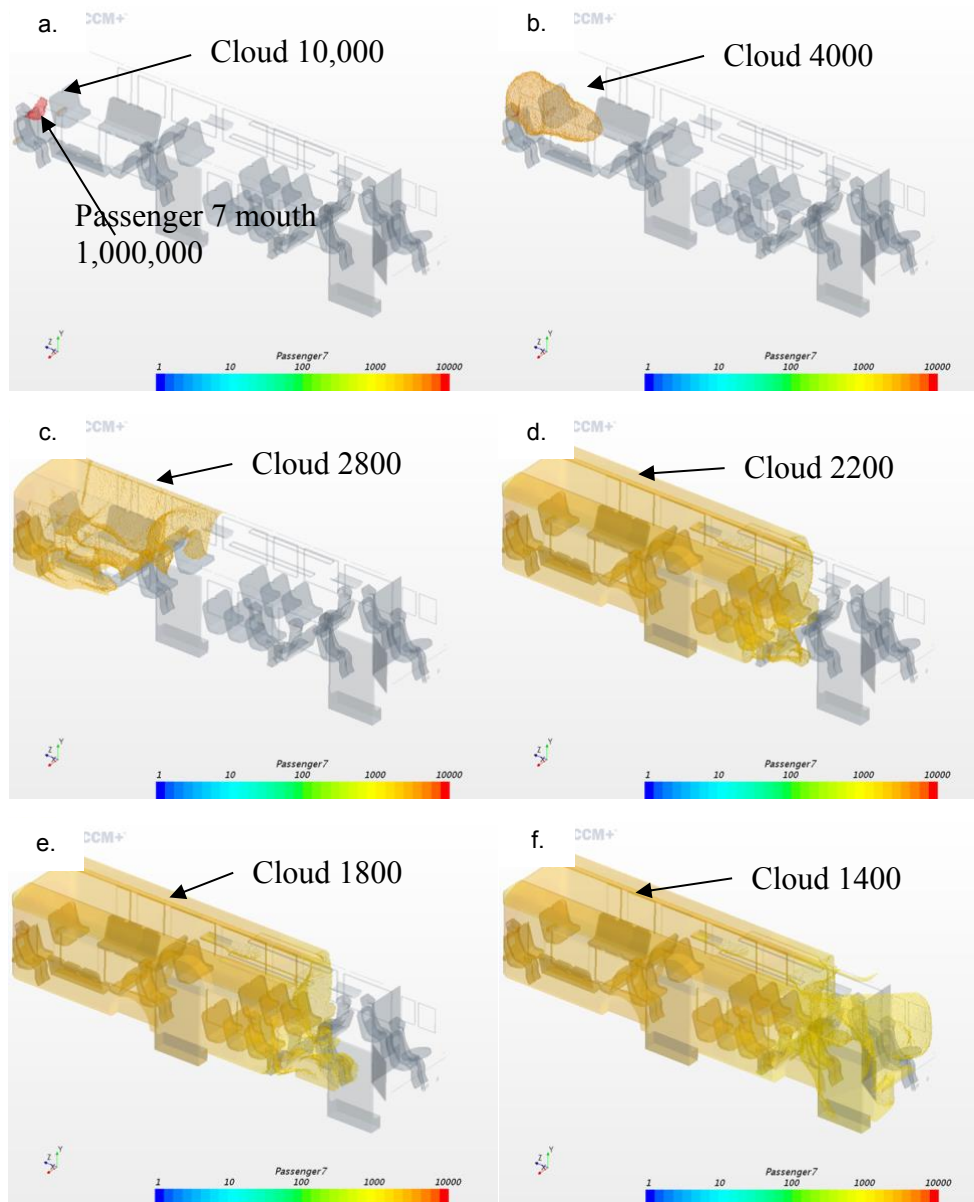 a.
CCM+
Cloud 10,000
Passenger 7 mouth
1,000,000
Y
Z
X
Passenger7
1 10 100 1000 10000
b.
CCM+
Cloud 4000
Y
Z
X
Passenger7
1 10 100 1000 10000
c.
CCM+
Cloud 2800
Y
Z
X
Passenger7
1 10 100 1000 10000
d.
CCM+
Cloud 2200
Y
Z
X
Passenger7
1 10 100 1000 10000
e.
CCM+
Cloud 1800
Y
Z
X
Passenger7
1 10 100 1000 10000
f.
CCM+
Cloud 1400
Y
Z
X
Passenger7
1 10 100 1000 10000